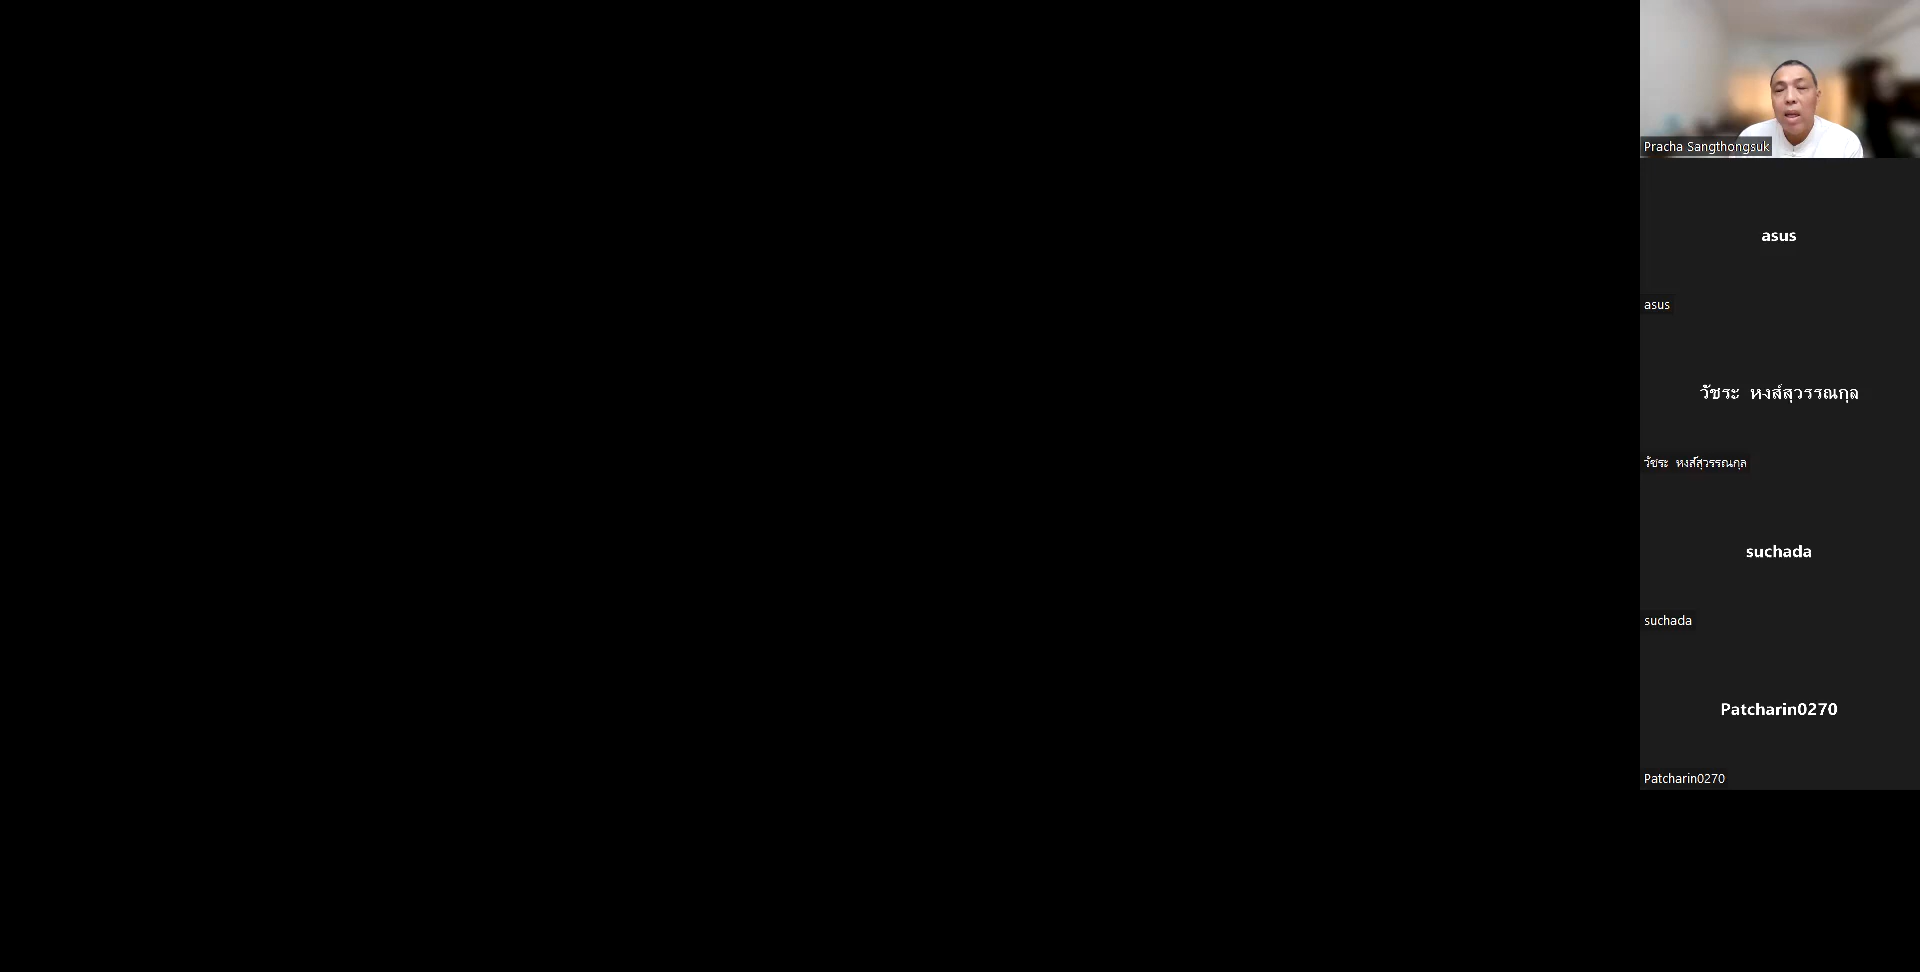 Pracha Sangthongsuk
asus
asus
วัชระ หงส์สุวรรณกุล
วัชระ หงส์สุวรรณกุล
suchada
suchada
Patcharin0270
Patcharin0270